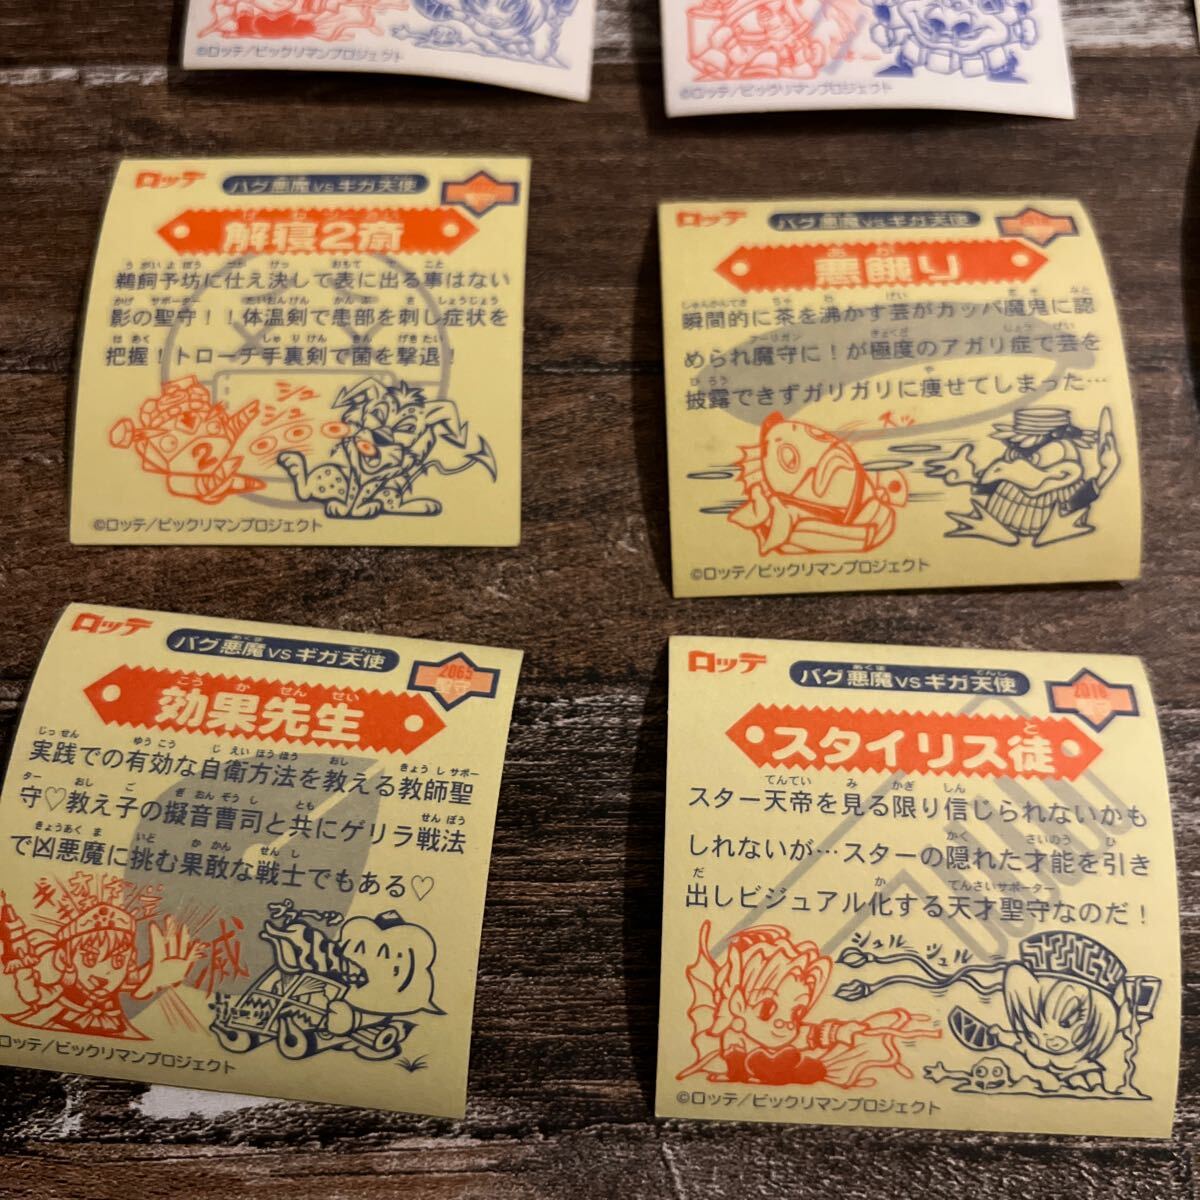 ©ロッテ/ビックリマンプロジェクト
©ロッテ/ビックリマンプロジェクト
ロッテ
バグ悪魔vsギガ天使
解寝2斎
鵜飼予坊に仕え決して表に出る事はない
影の聖守!!体温剣で患部を刺し症状を
把握!トローチ手裏剣で菌を撃退!
シュ
シュ
2
©ロッテ/ビックリマンプロジェクト
ロッテ
バグ悪魔vsギガ天使
悪餓り
瞬間的に茶を沸かす芸がカッパ魔鬼に認
められ魔守に!が極度のアガリ症で芸を
披露できずガリガリに痩せてしまった…
スッ
©ロッテ/ビックリマンプロジェクト
ロッテ
バグ悪魔vsギガ天使
2065
効果先生
実践での有効な自衛方法を教える教師聖
守♡教え子の擬音曹司と共にゲリラ戦法
で凶悪魔に挑む果敢な戦士でもある♡
滅
©ロッテ/ビックリマンプロジェクト
ロッテ
バグ悪魔vsギガ天使
スタイリス徒
スター天帝を見る限り信じられないかも
しれないが…スターの隠れた才能を引き
出しビジュアル化する天才聖守なのだ!
シュル
シュル
©ロッテ/ビックリマンプロジェクト